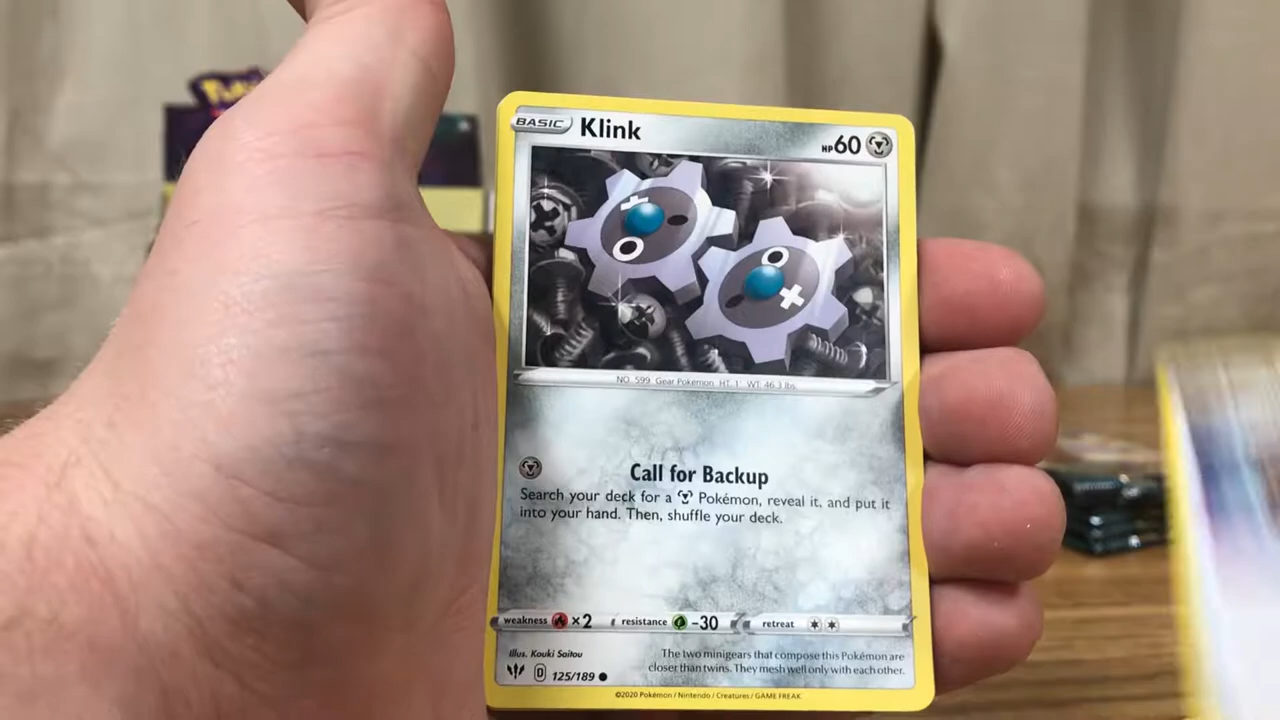 BASIC Klink HP60
NO. 599 Gear Pokémon HT. 1 WT. 46.3 lbs.
Call for Backup
Search your deck for a Pokémon, reveal it, and put it
into your hand. Then, shuffle your deck.
weakness ×2 resistance -30 retreat
Illus. Kouki Saitou
The two minigears that compose this Pokémon are
closer than twins. They mesh well only with each other.
D 125/189
©2020 Pokémon / Nintendo / Creatures / GAME FREAK